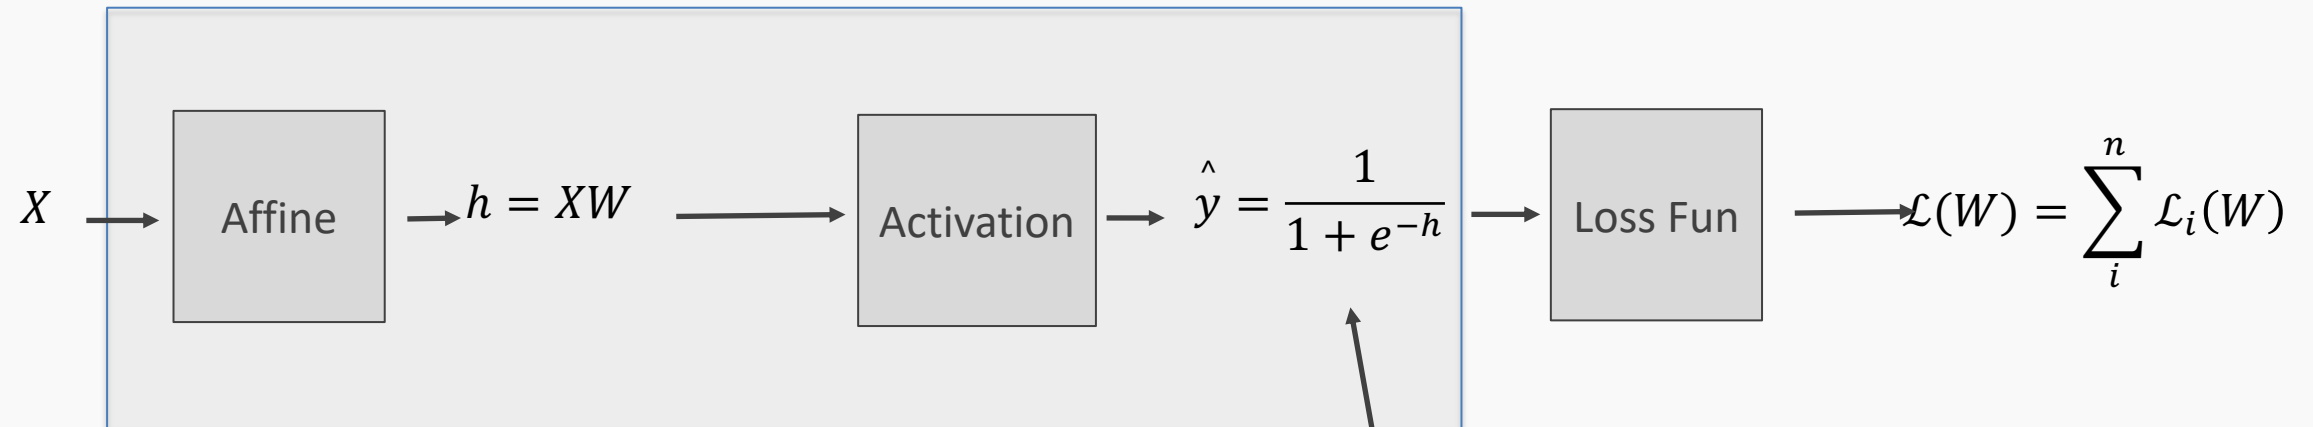 X
Affine
h = XW
Activation
ŷ = 1 / (1 + e^{-h})
Loss Fun
ℒ(W) = ∑_i^n ℒ_i(W)